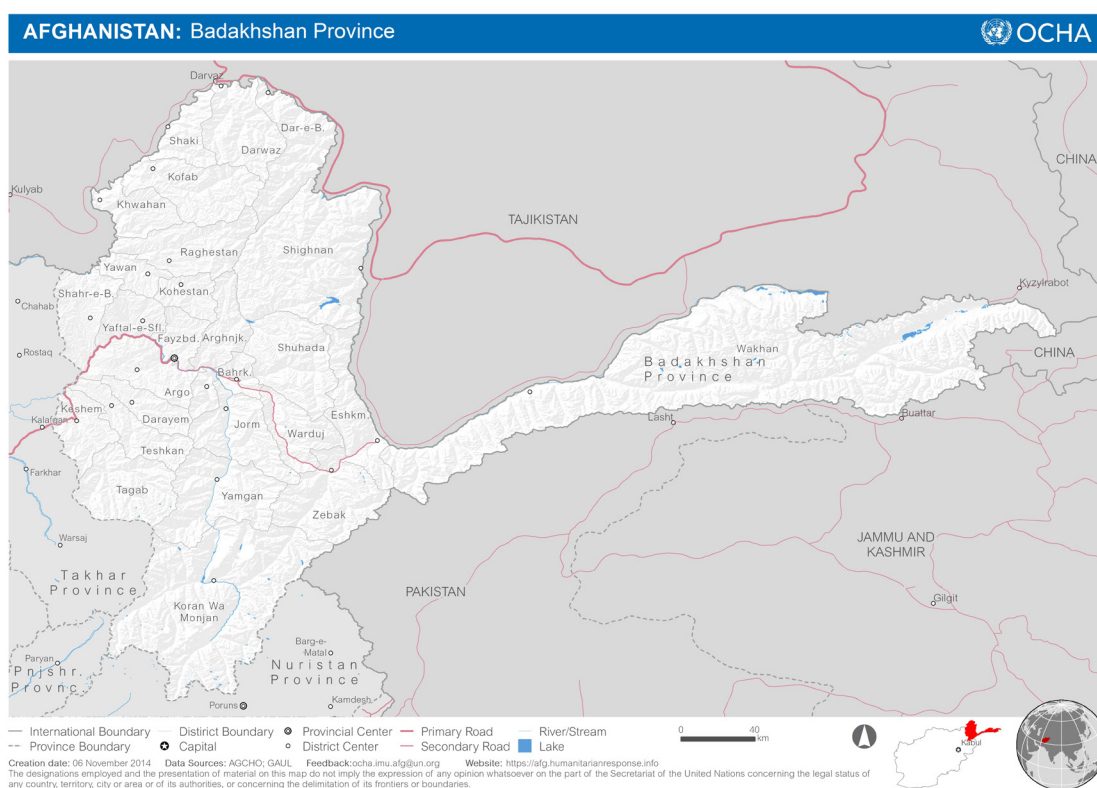 AFGHANISTAN: Badakhshan Province
OCHA
Darvaz
Dar-e-B.
Shaki
Darwaz
CHINA
Kofab
Kulyab
Khwahan
TAJIKISTAN
Raghestan
Shighnan
Yawan
Shahr-e-B.
Kohestan
Kyzylrabot
Chahab
Yaftal-e-Sfl.
Fayzbd.
Arghnjk.
Rostaq
Shuhada
Wakhan
CHINA
Badakhshan
Province
Bahrk.
Argo
Keshem
Eshkm.
Kalafgan
Darayem
Jorm
Lasht
Buattar
Warduj
Teshkan
Farkhar
Tagab
Yamgan
Zebak
Warsaj
JAMMU AND
KASHMIR
Takhar
Province
PAKISTAN
Gilgit
Koran Wa
Monjan
Barg-e-
Matal
Paryan
Pnjshr.
Provnc.
Nuristan
Province
Poruns
Kamdesh
International Boundary
District Boundary
Provincial Center
Primary Road
River/Stream
Province Boundary
Capital
District Center
Secondary Road
Lake
0
40
km
Kabul
Creation date: 06 November 2014 Data Sources: AGCHO; GAUL Feedback:ocha.imu.afg@un.org Website: https://afg.humanitarianresponse.info
The designations employed and the presentation of material on this map do not imply the expression of any opinion whatsoever on the part of the Secretariat of the United Nations concerning the legal status of
any country, territory, city or area or of its authorities, or concerning the delimitation of its frontiers or boundaries.